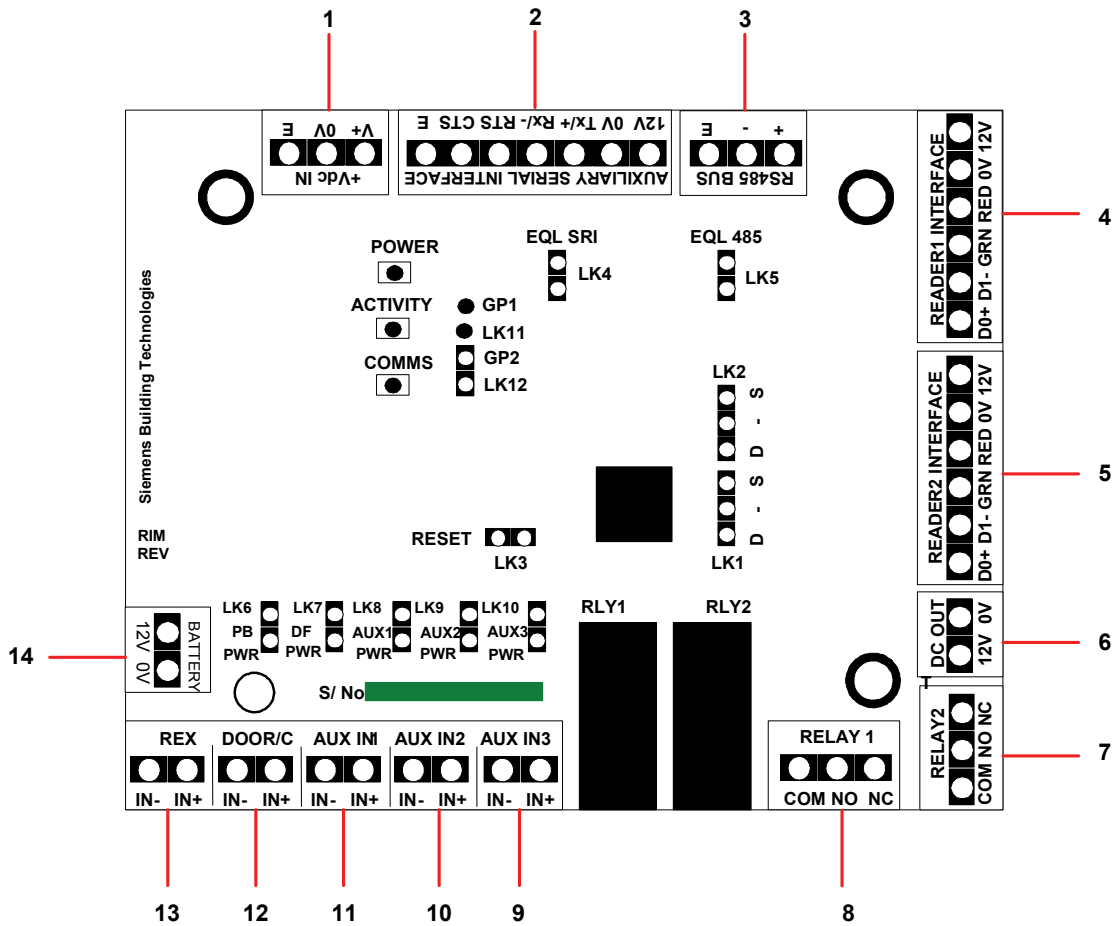 1
2
3
E 0V V+
+Vdc IN
12V 0V Tx/+ Rx/- RTS CTS E
AUXILIARY SERIAL INTERFACE
E - +
RS485 BUS
READER1 INTERFACE
D0+ D1- GRN RED 0V 12V
4
POWER
ACTIVITY
COMMS
GP1
LK11
GP2
LK12
EQL SRI
LK4
EQL 485
LK5
Siemens Building Technologies
LK2
D - S
D - S
LK1
READER2 INTERFACE
D0+ D1- GRN RED 0V 12V
5
RIM
REV
RESET
LK3
LK6 LK7 LK8 LK9 LK10
PB DF AUX1 AUX2 AUX3
PWR PWR PWR PWR PWR
RLY1 RLY2
DC OUT
12V 0V
6
T
14
BATTERY
12V 0V
S/ No
REX DOOR/C AUX IN1 AUX IN2 AUX IN3
IN- IN+ IN- IN+ IN- IN+ IN- IN+ IN- IN+
RELAY 1
COM NO NC
RELAY2
COM NO NC
7
13 12 11 10 9 8